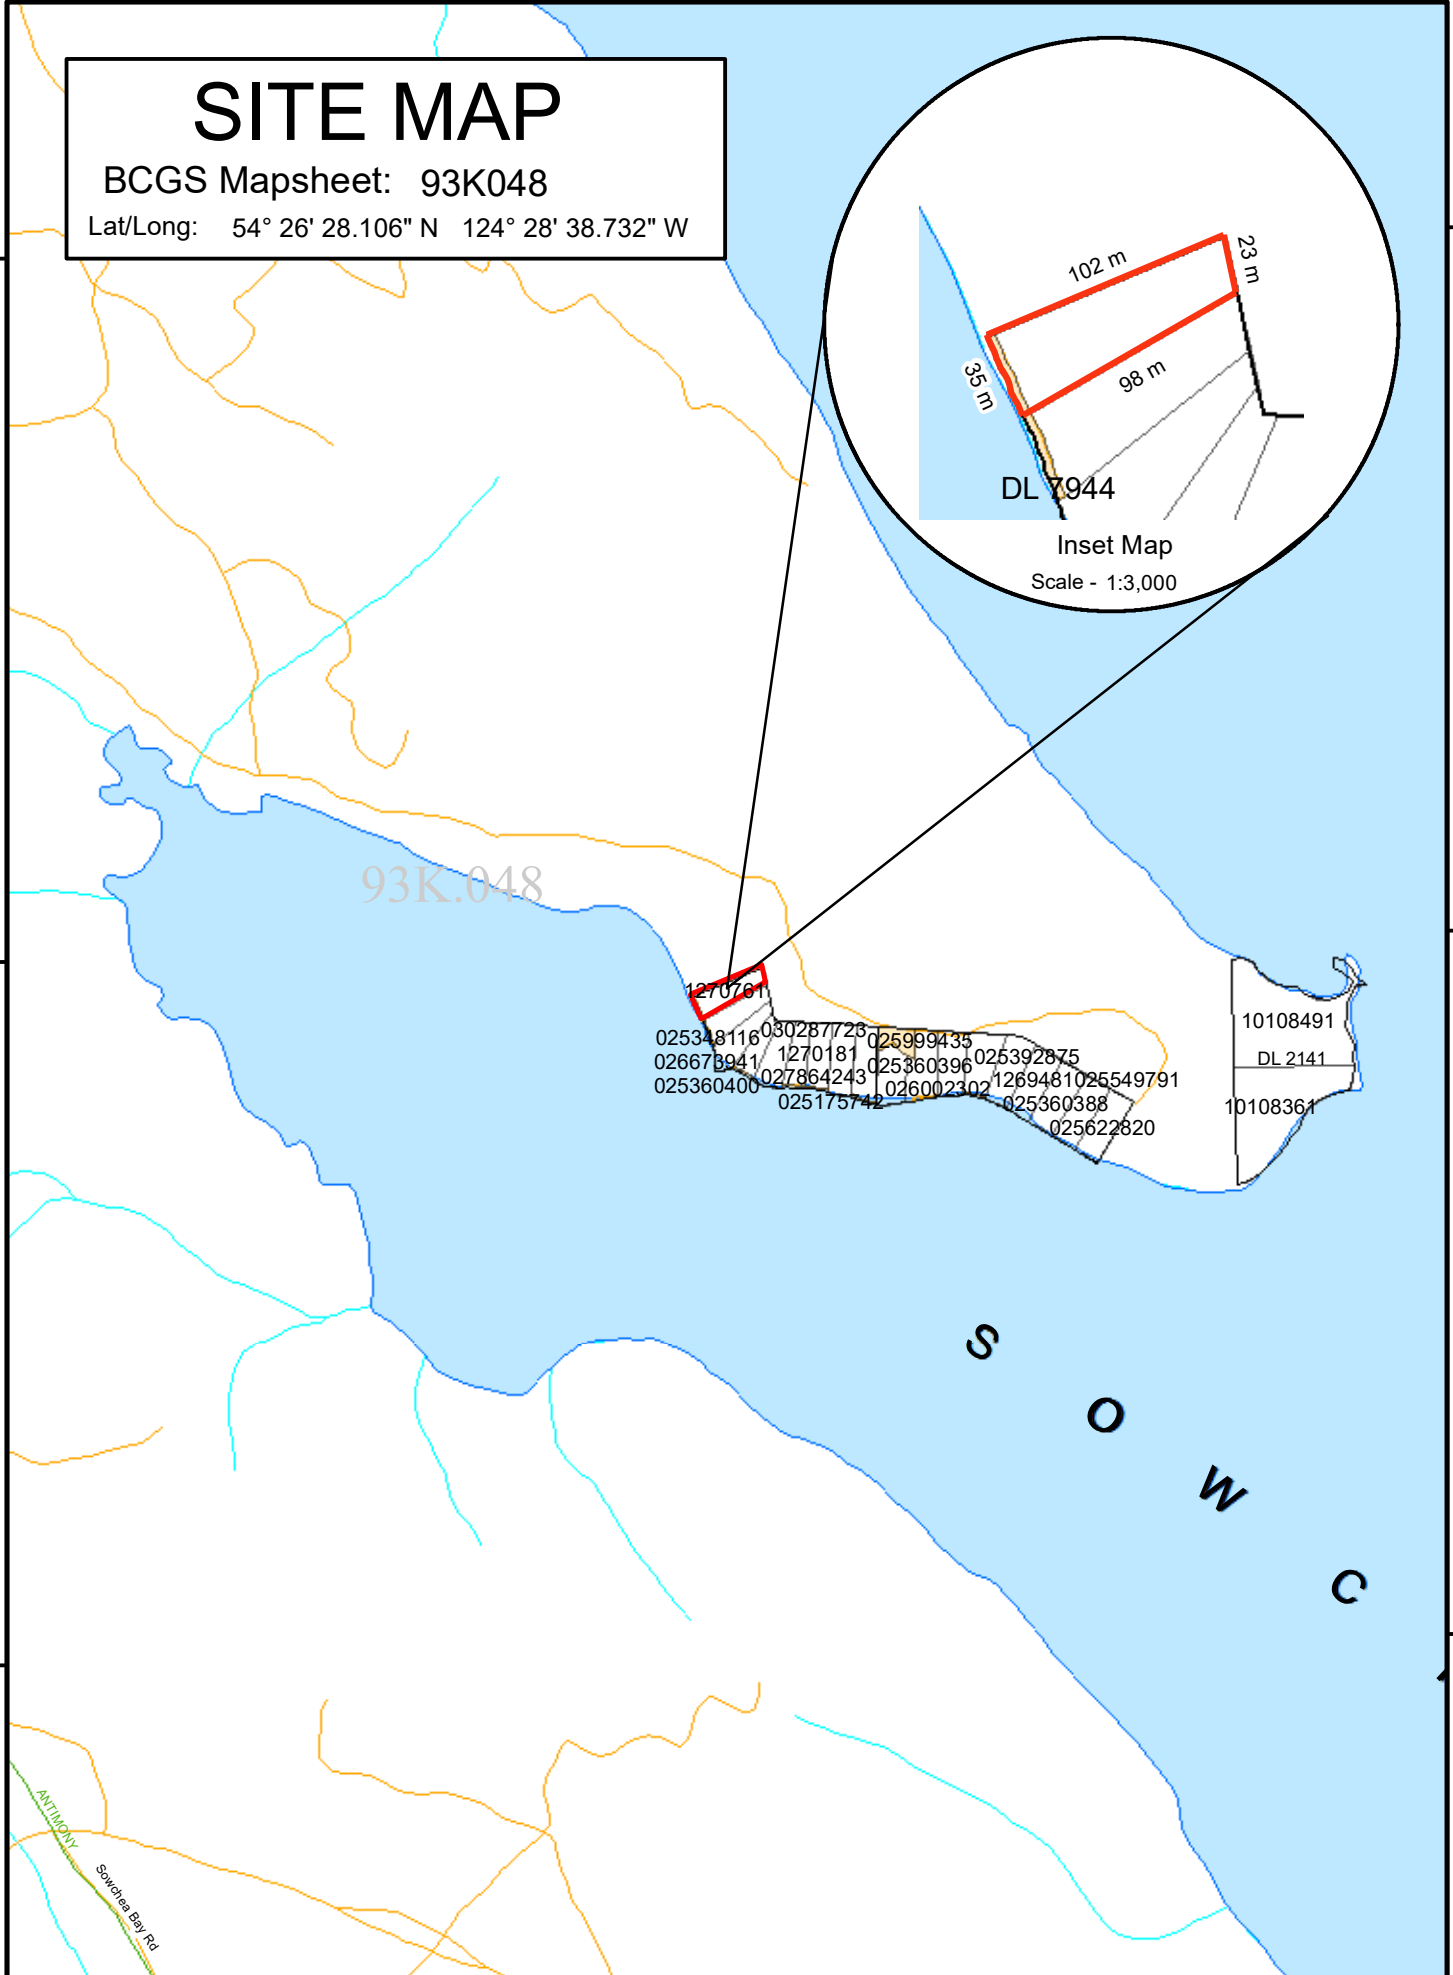 SITE MAP
BCGS Mapsheet: 93K048
Lat/Long: 54° 26' 28.106" N 124° 28' 38.732" W
102 m
23 m
35 m
98 m
DL 7944
Inset Map
Scale - 1:3,000
93K.048
1270761
025348116
026673941
025360400
030287723
1270181
027864243
025175742
025999435
025360396
026002302
025392875
1269481
025549791
025360388
025622820
10108491
DL 2141
10108361
S
O
W
C
ANTIMONY
Sowchea Bay Rd